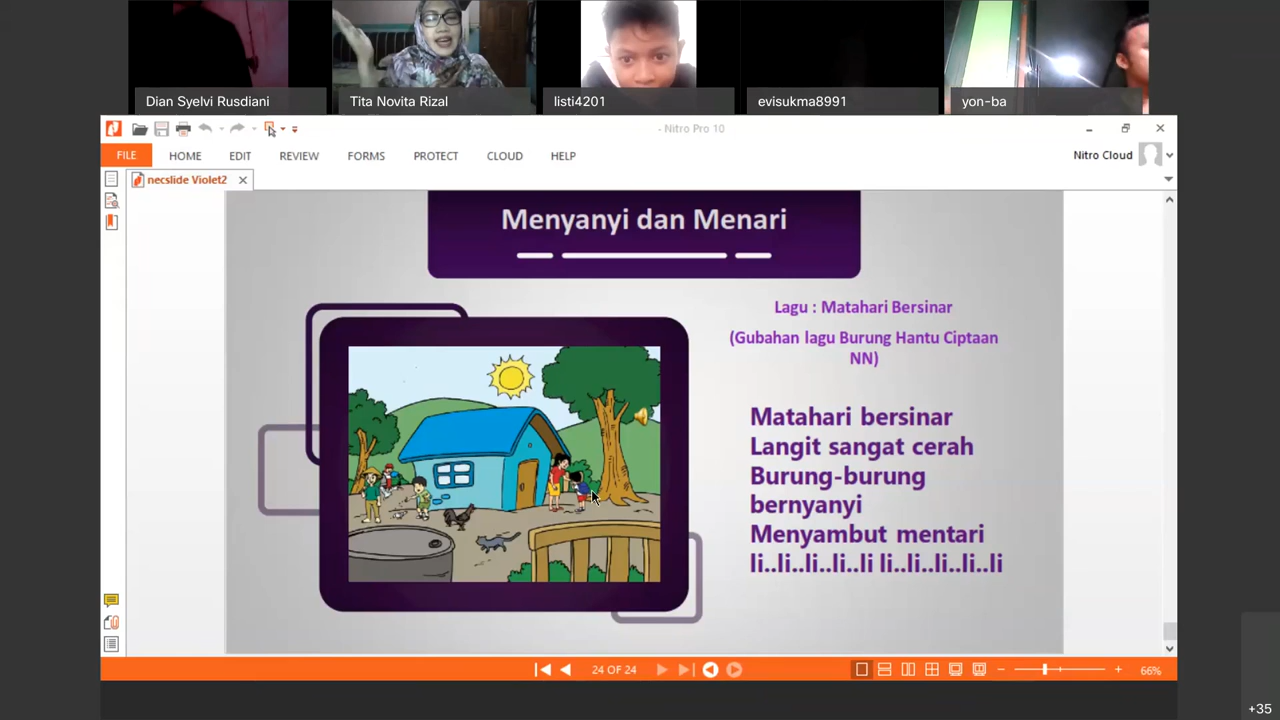 Dian Syelvi Rusdiani
Tita Novita Rizal
listi4201
evisukma8991
yon-ba
- Nitro Pro 10
FILE
HOME
EDIT
REVIEW
FORMS
PROTECT
CLOUD
HELP
Nitro Cloud
necslide Violet2
Menyanyi dan Menari
Lagu : Matahari Bersinar
(Gubahan lagu Burung Hantu Ciptaan
NN)
Matahari bersinar
Langit sangat cerah
Burung-burung
bernyanyi
Menyambut mentari
li..li..li..li..li li..li..li..li..li
24 OF 24
66%
+35